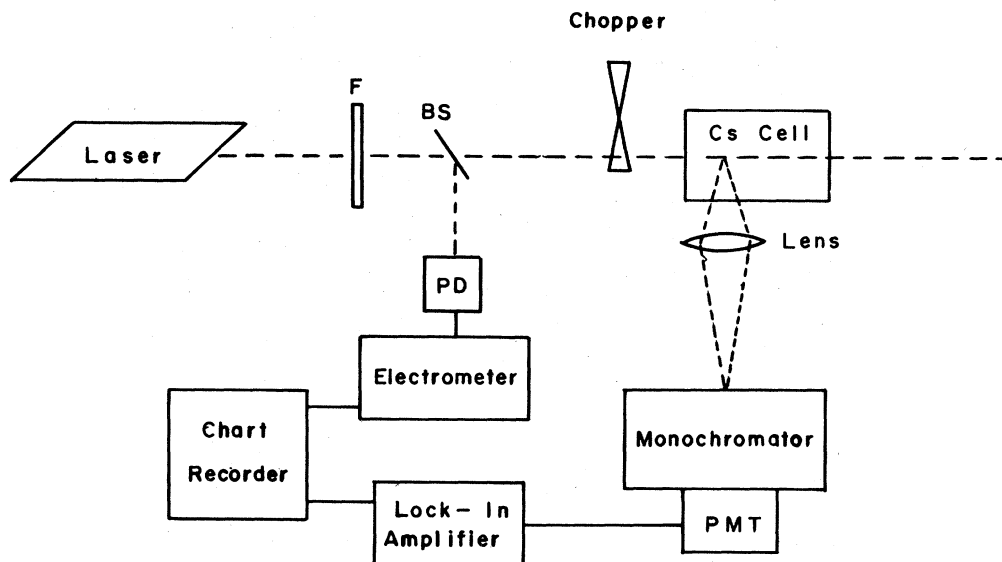 Chopper
F
BS
Laser
Cs Cell
Lens
PD
Electrometer
Chart
Recorder
Monochromator
Lock-In
Amplifier
PMT